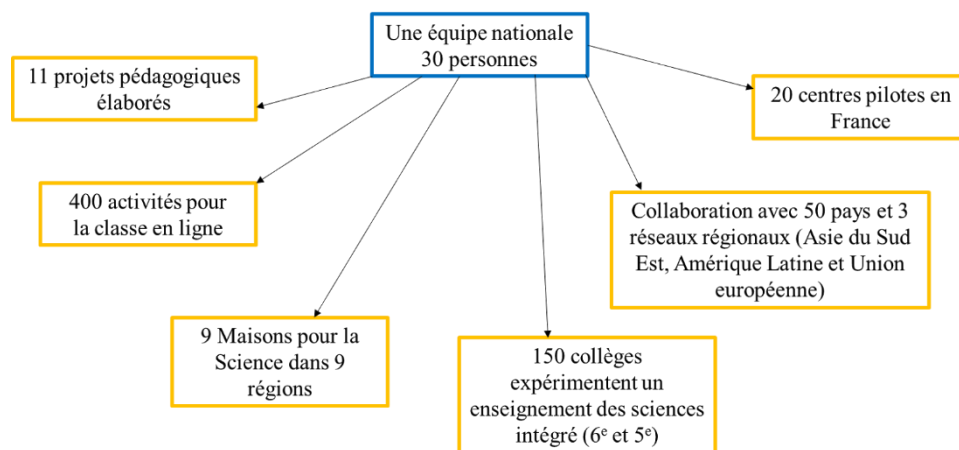 Une équipe nationale
30 personnes
11 projets pédagogiques
élaborés
20 centres pilotes en
France
400 activités pour
la classe en ligne
Collaboration avec 50 pays et 3
réseaux régionaux (Asie du Sud
Est, Amérique Latine et Union
européenne)
9 Maisons pour la
Science dans 9
régions
150 collèges
expérimentent un
enseignement des sciences
intégré (6e et 5e)